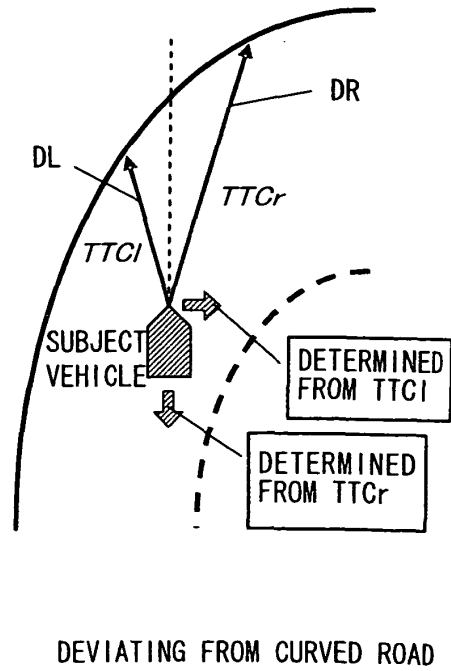 DR
DL
TTCr
TTCl
SUBJECT
VEHICLE
DETERMINED
FROM TTCl
DETERMINED
FROM TTCr
DEVIATING FROM CURVED ROAD